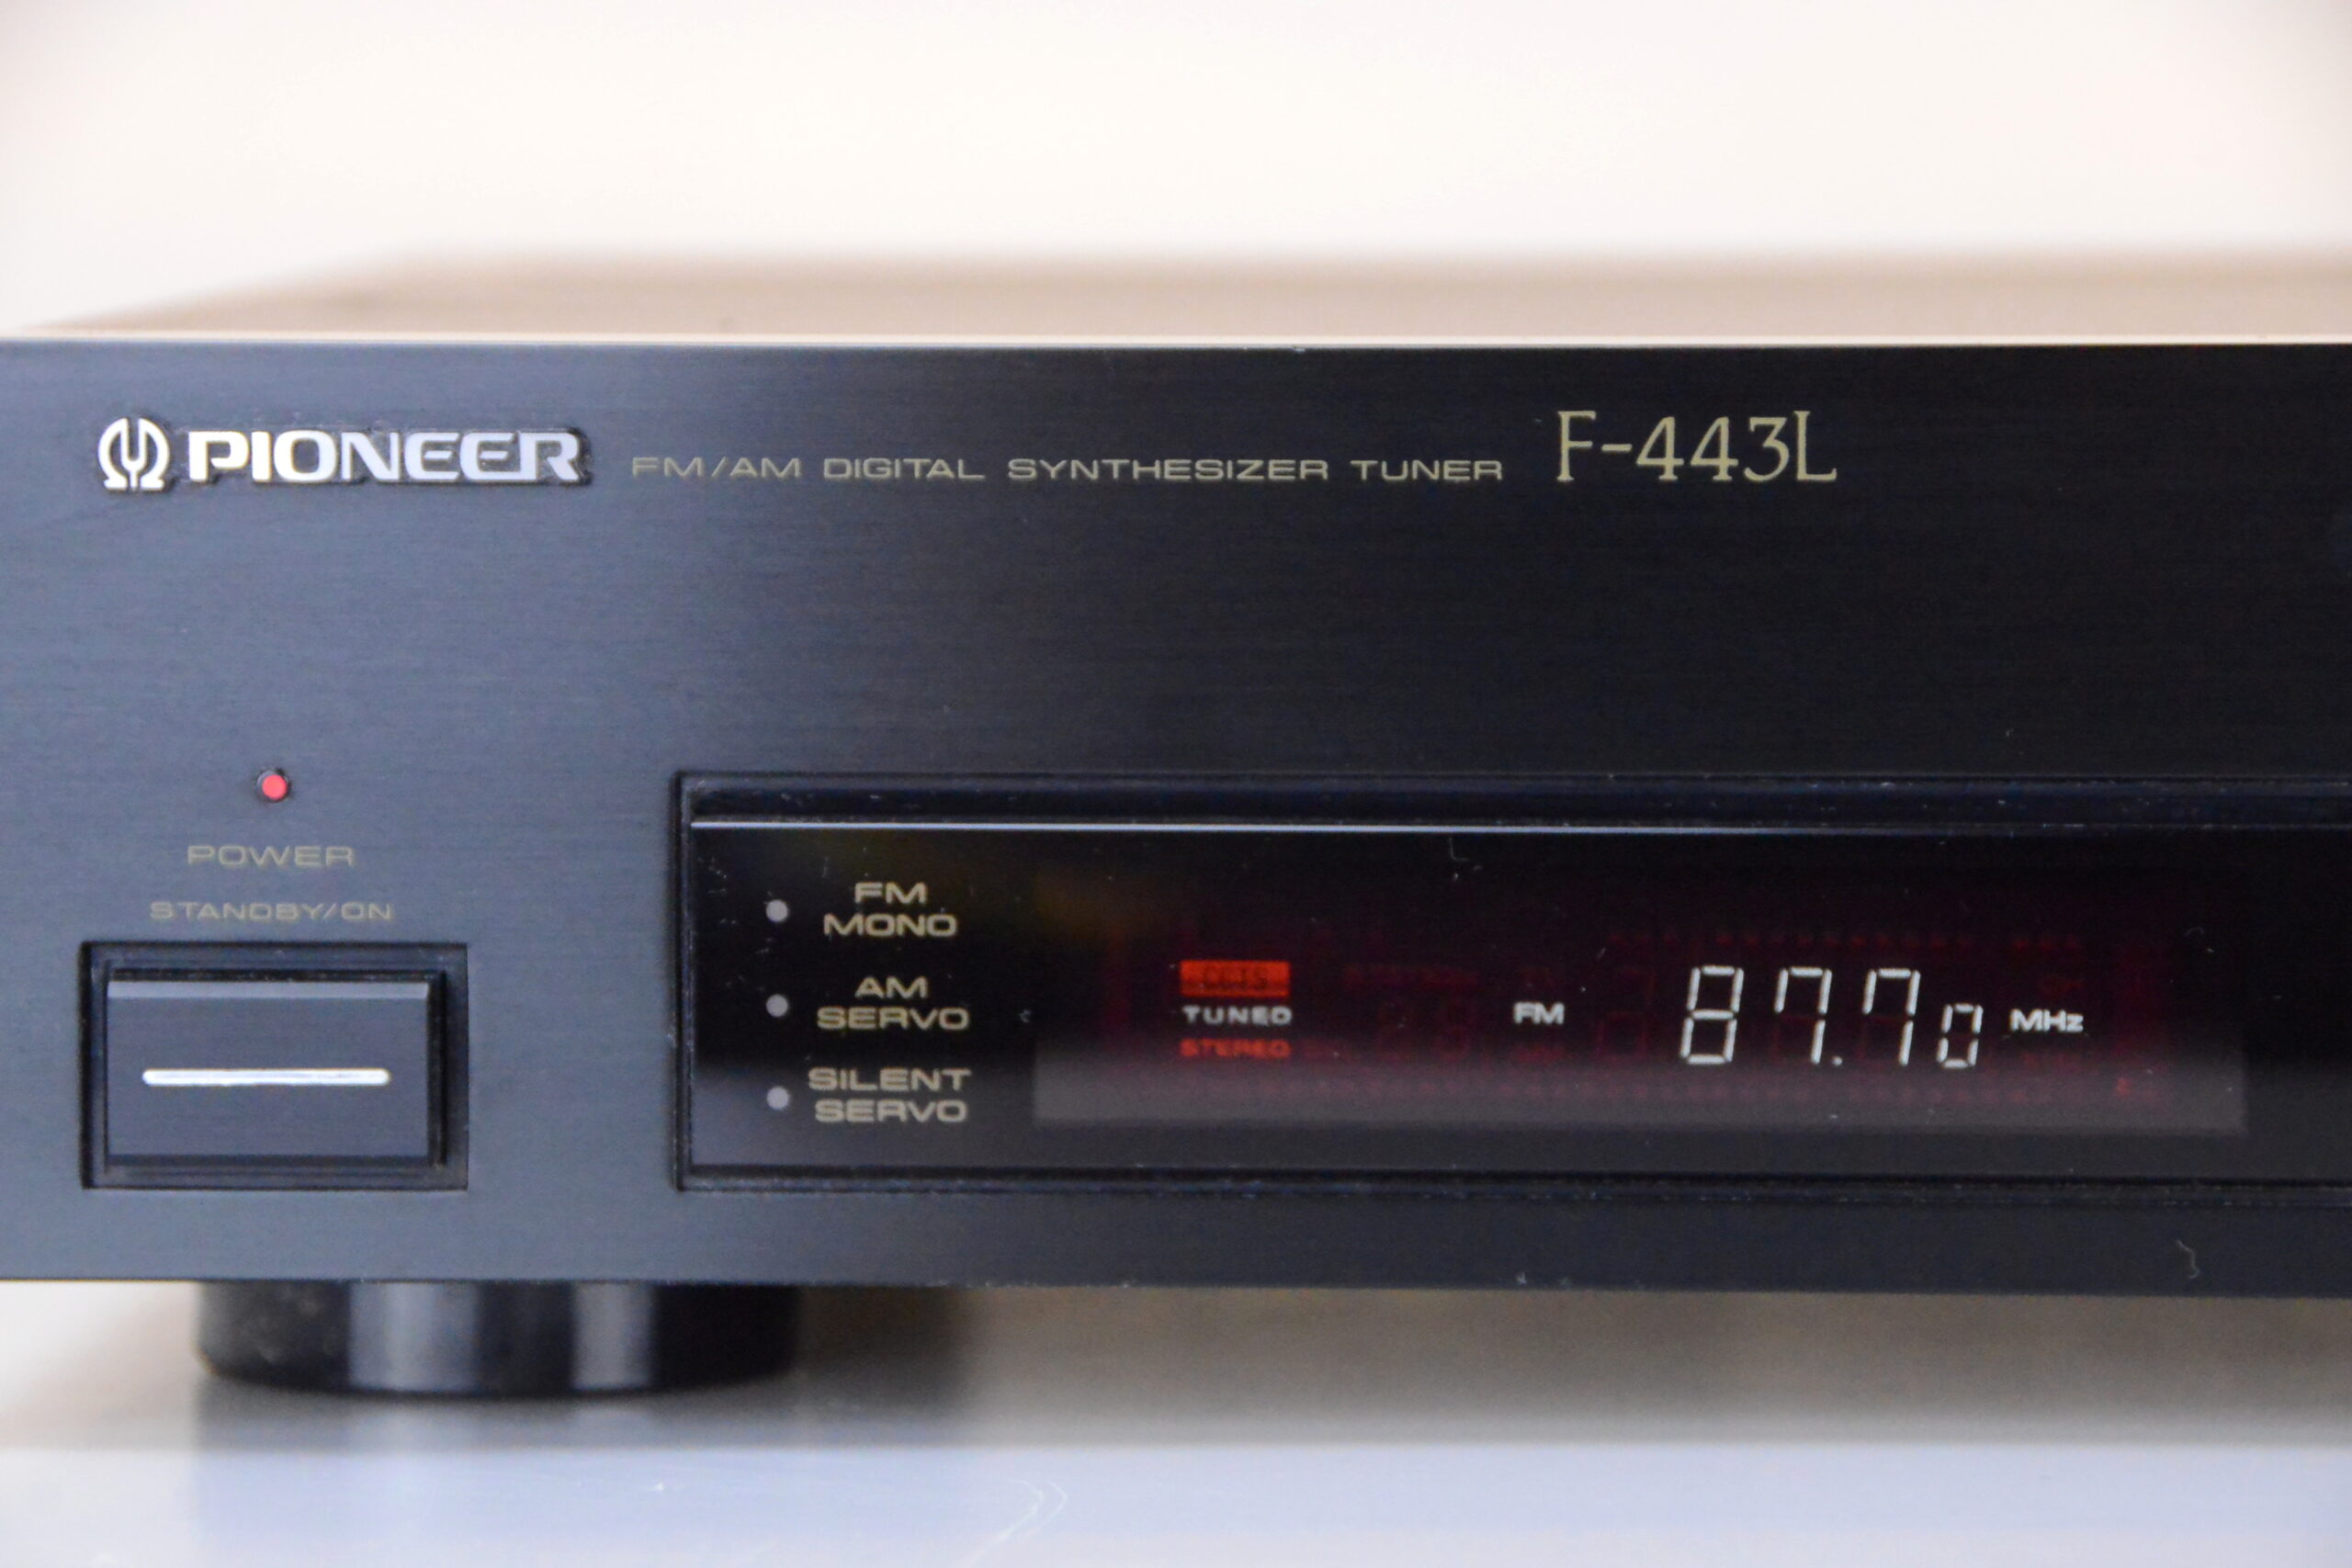 PIONEER FM/AM DIGITAL SYNTHESIZER TUNER F-443L
POWER
STANDBY/ON
FM
MONO
AM
SERVO
SILENT
SERVO
TUNED
STEREO
FM 87.70 MHz